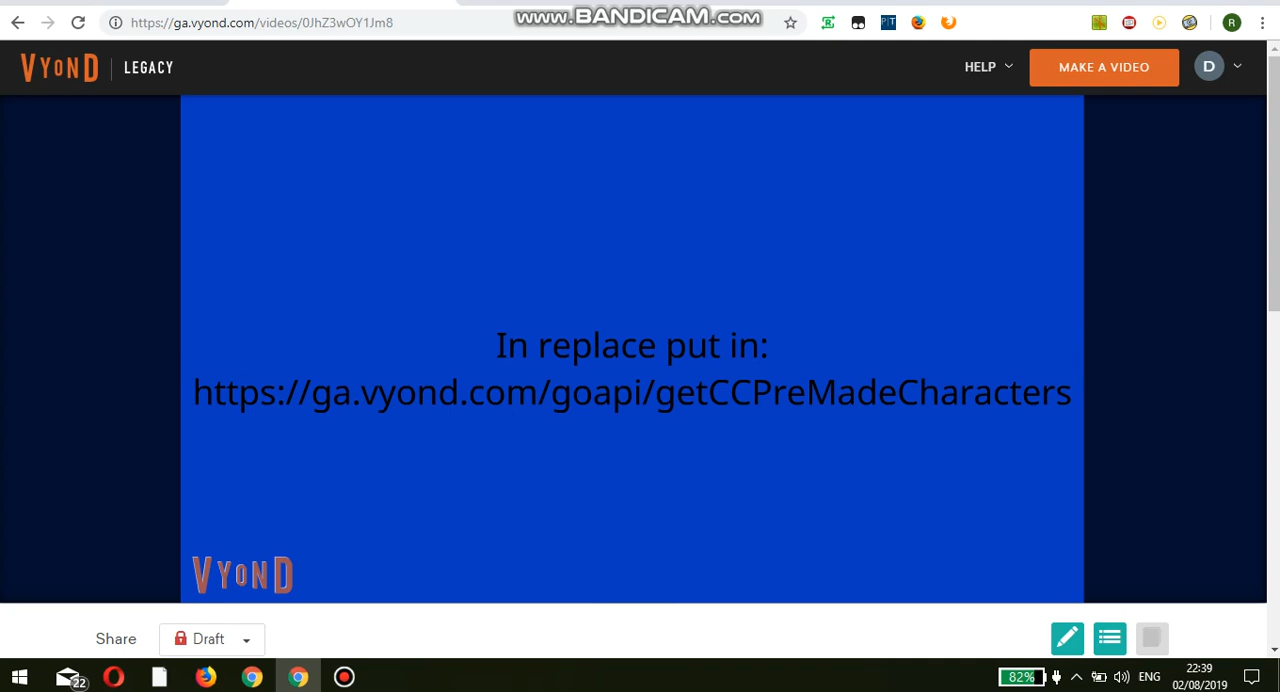 https://ga.vyond.com/videos/0JhZ3wOY1Jm8
www.BANDICAM.com
R
VYOND
LEGACY
HELP
MAKE A VIDEO
D
In replace put in:
https://ga.vyond.com/goapi/getCCPreMadeCharacters
VYOND
Share
Draft
22
82%
ENG
22:39
02/08/2019